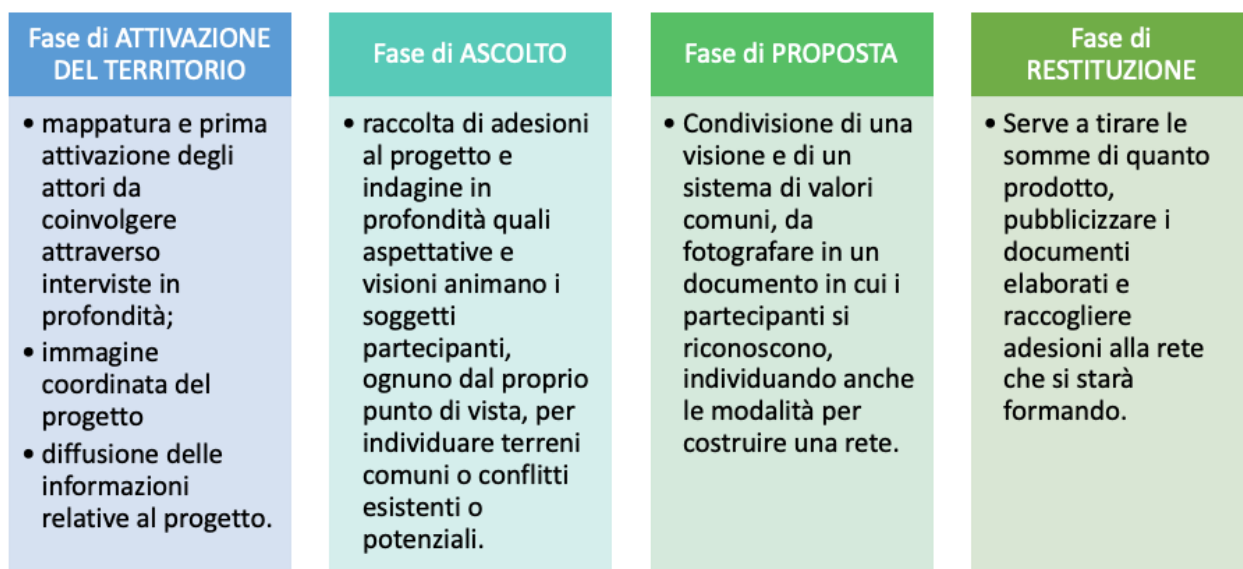 Fase di ATTIVAZIONE
DEL TERRITORIO
• mappatura e prima
attivazione degli
attori da
coinvolgere
attraverso
interviste in
profondità;
• immagine
coordinata del
progetto
• diffusione delle
informazioni
relative al progetto.
Fase di ASCOLTO
• raccolta di adesioni
al progetto e
indagine in
profondità quali
aspettative e
visioni animano i
soggetti
partecipanti,
ognuno dal proprio
punto di vista, per
individuare terreni
comuni o conflitti
esistenti o
potenziali.
Fase di PROPOSTA
• Condivisione di una
visione e di un
sistema di valori
comuni, da
fotografare in un
documento in cui i
partecipanti si
riconoscono,
individuando anche
le modalità per
costruire una rete.
Fase di
RESTITUZIONE
• Serve a tirare le
somme di quanto
prodotto,
pubblicizzare i
documenti
elaborati e
raccogliere
adesioni alla rete
che si starà
formando.